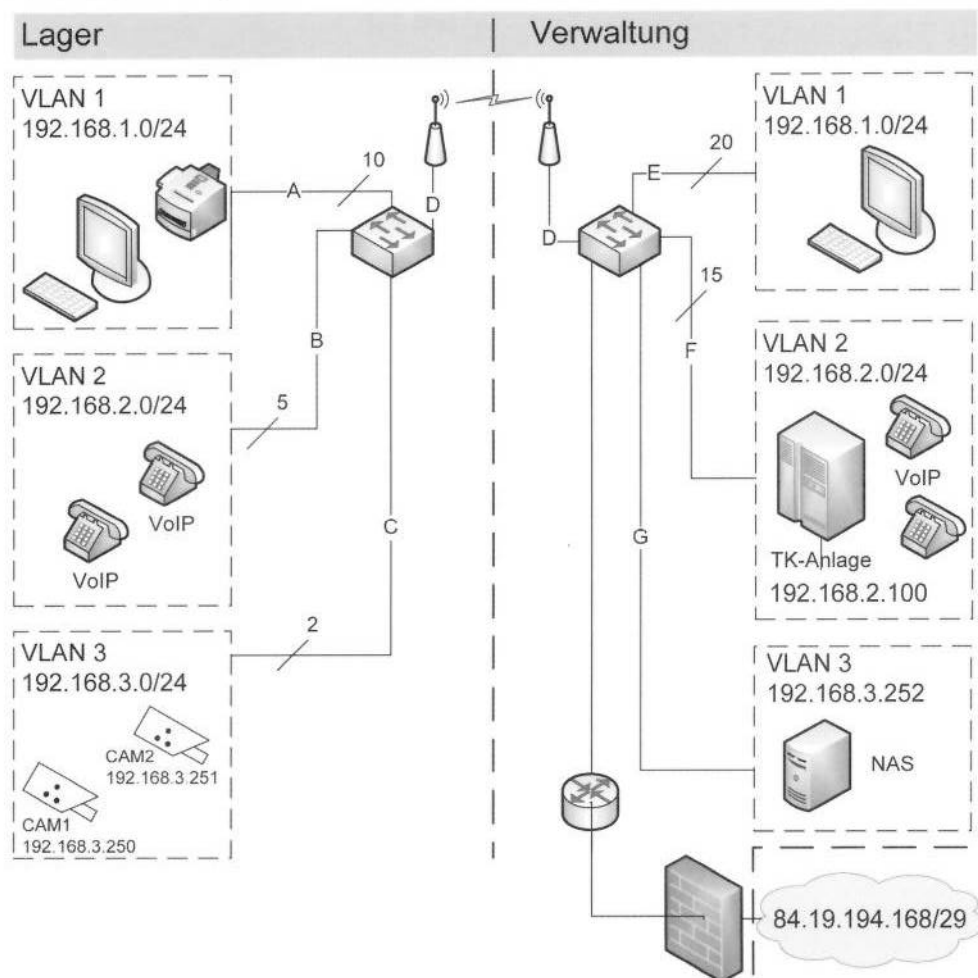 Lager
Verwaltung
VLAN 1
192.168.1.0/24
A
10
D
B
VLAN 2
192.168.2.0/24
5
VoIP
VoIP
C
VLAN 3
192.168.3.0/24
2
CAM2
192.168.3.251
CAM1
192.168.3.250
VLAN 1
192.168.1.0/24
20
E
D
15
F
VLAN 2
192.168.2.0/24
VoIP
TK-Anlage
192.168.2.100
G
VLAN 3
192.168.3.252
NAS
84.19.194.168/29